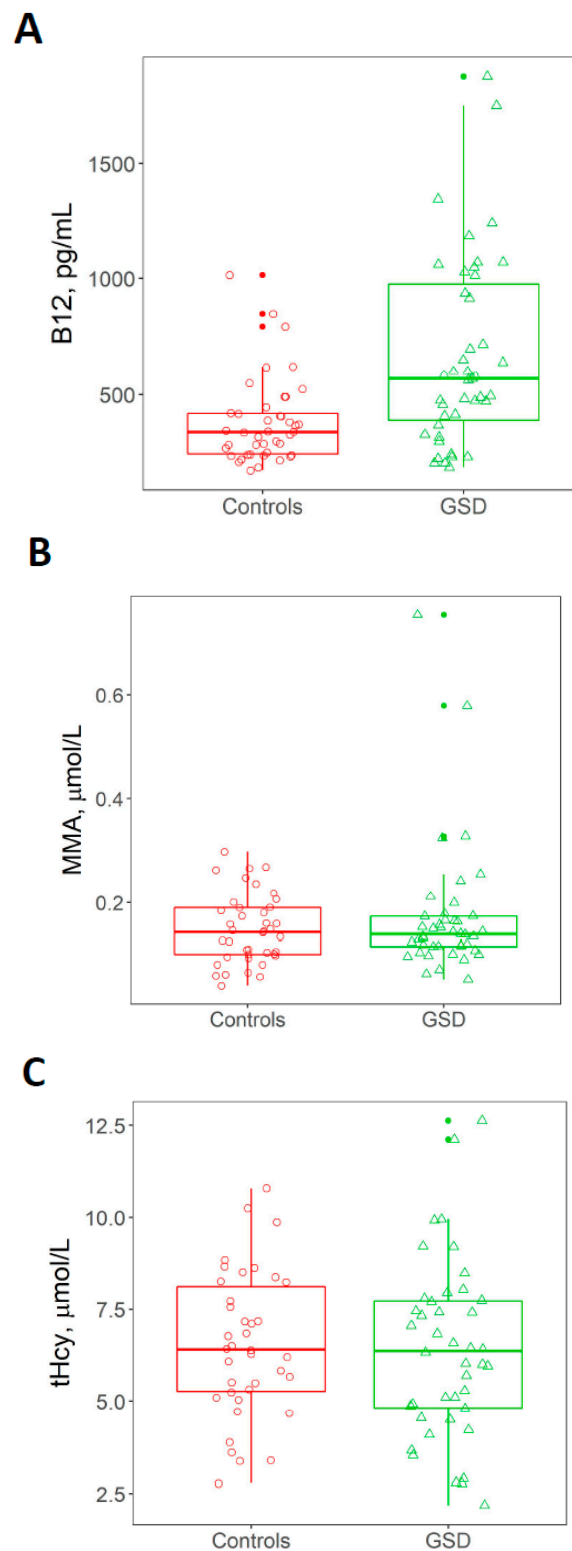 A
B12, pg/mL
1500
1000
500
Controls GSD
B
MMA, μmol/L
0.6
0.4
0.2
Controls GSD
C
tHcy, μmol/L
12.5
10.0
7.5
5.0
2.5
Controls GSD